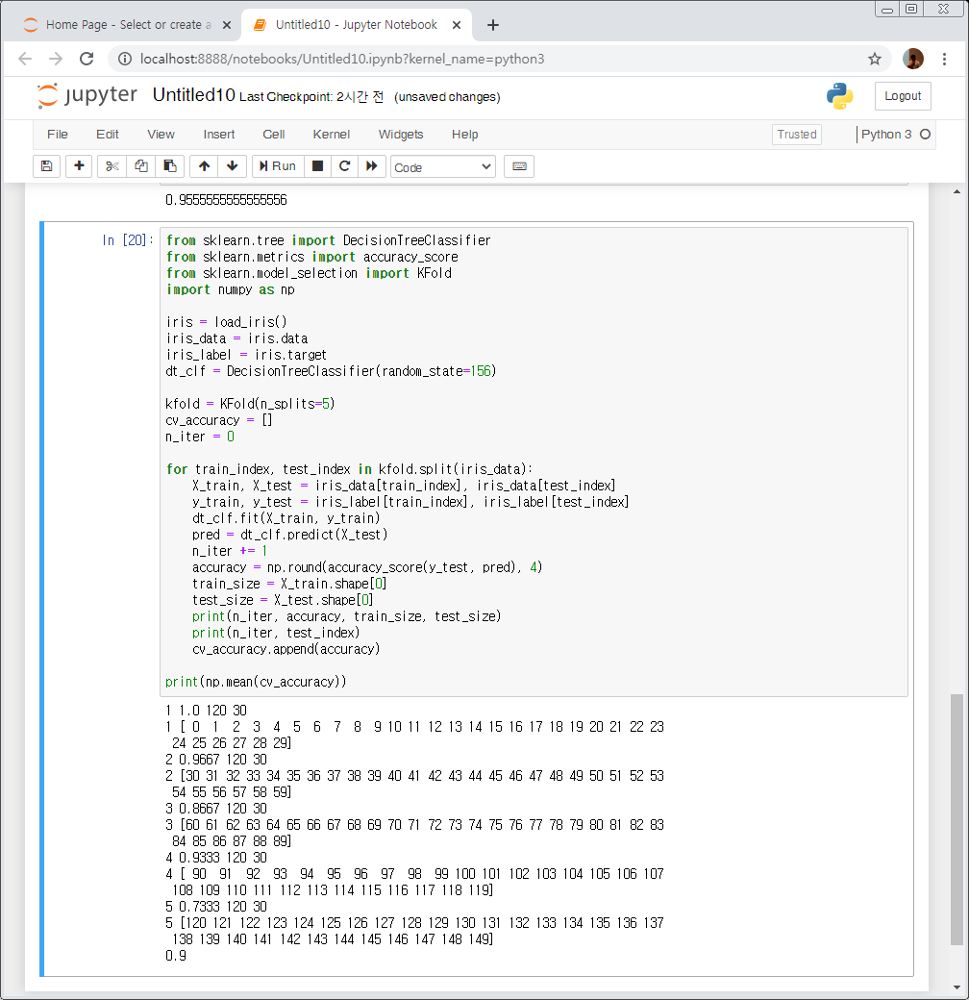 Home Page - Select or create a
Untitled10 - Jupyter Notebook
localhost:8888/notebooks/Untitled10.ipynb?kernel_name=python3
jupyter Untitled10 Last Checkpoint: 2시간 전 (unsaved changes)
Logout
File Edit View Insert Cell Kernel Widgets Help Trusted Python 3
Run Code
0.9555555555555556
In [20]: from sklearn.tree import DecisionTreeClassifier
from sklearn.metrics import accuracy_score
from sklearn.model_selection import KFold
import numpy as np
iris = load_iris()
iris_data = iris.data
iris_label = iris.target
dt_clf = DecisionTreeClassifier(random_state=156)
kfold = KFold(n_splits=5)
cv_accuracy = []
n_iter = 0
for train_index, test_index in kfold.split(iris_data):
    X_train, X_test = iris_data[train_index], iris_data[test_index]
    y_train, y_test = iris_label[train_index], iris_label[test_index]
    dt_clf.fit(X_train, y_train)
    pred = dt_clf.predict(X_test)
    n_iter += 1
    accuracy = np.round(accuracy_score(y_test, pred), 4)
    train_size = X_train.shape[0]
    test_size = X_test.shape[0]
    print(n_iter, accuracy, train_size, test_size)
    print(n_iter, test_index)
    cv_accuracy.append(accuracy)
print(np.mean(cv_accuracy))
1 1.0 120 30
1 [ 0  1  2  3  4  5  6  7  8  9 10 11 12 13 14 15 16 17 18 19 20 21 22 23
 24 25 26 27 28 29]
2 0.9667 120 30
2 [30 31 32 33 34 35 36 37 38 39 40 41 42 43 44 45 46 47 48 49 50 51 52 53
 54 55 56 57 58 59]
3 0.8667 120 30
3 [60 61 62 63 64 65 66 67 68 69 70 71 72 73 74 75 76 77 78 79 80 81 82 83
 84 85 86 87 88 89]
4 0.9333 120 30
4 [ 90  91  92  93  94  95  96  97  98  99 100 101 102 103 104 105 106 107
 108 109 110 111 112 113 114 115 116 117 118 119]
5 0.7333 120 30
5 [120 121 122 123 124 125 126 127 128 129 130 131 132 133 134 135 136 137
 138 139 140 141 142 143 144 145 146 147 148 149]
0.9